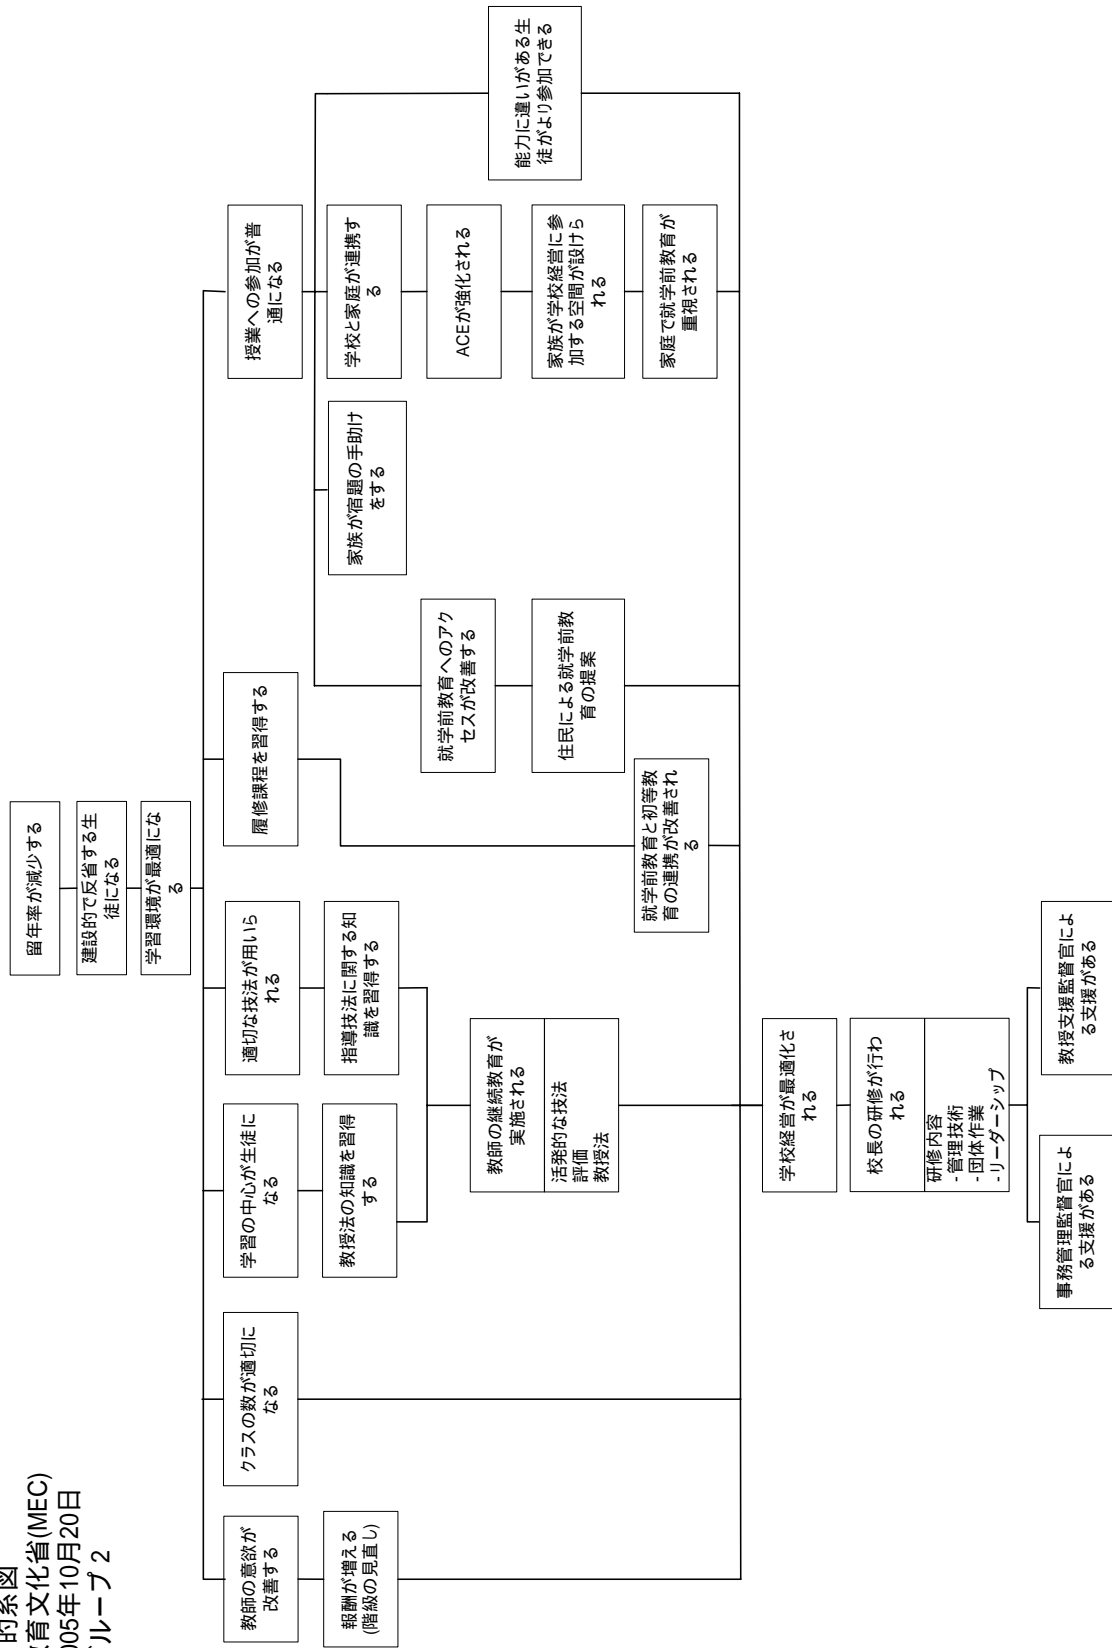 的系図
育文化省(MEC)
005年10月20日
ループ 2
留年率が減少する
建設的で反省する生
徒になる
学習環境が最適にな
る
教師の意欲が
改善する
クラスの数が適切に
なる
学習の中心が生徒に
なる
適切な技法が用いら
れる
履修課程を習得する
授業への参加が普
通になる
報酬が増える
(階級の見直し)
教授法の知識を習得
する
指導技法に関する知
識を習得する
家族が宿題の手助け
をする
学校と家庭が連携す
る
就学前教育へのアク
セスが改善する
ACEが強化される
能力に違いがある生
徒がより参加できる
教師の継続教育が
実施される
活発的な技法
評価
教授法
住民による就学前教
育の提案
家族が学校経営に参
加する空間が設けら
れる
就学前教育と初等教
育の連携が改善され
る
家庭で就学前教育が
重視される
学校経営が最適化さ
れる
校長の研修が行わ
れる
研修内容
- 管理技術
- 団体作業
- リーダーシップ
事務管理監督官によ
る支援がある
教授支援監督官によ
る支援がある